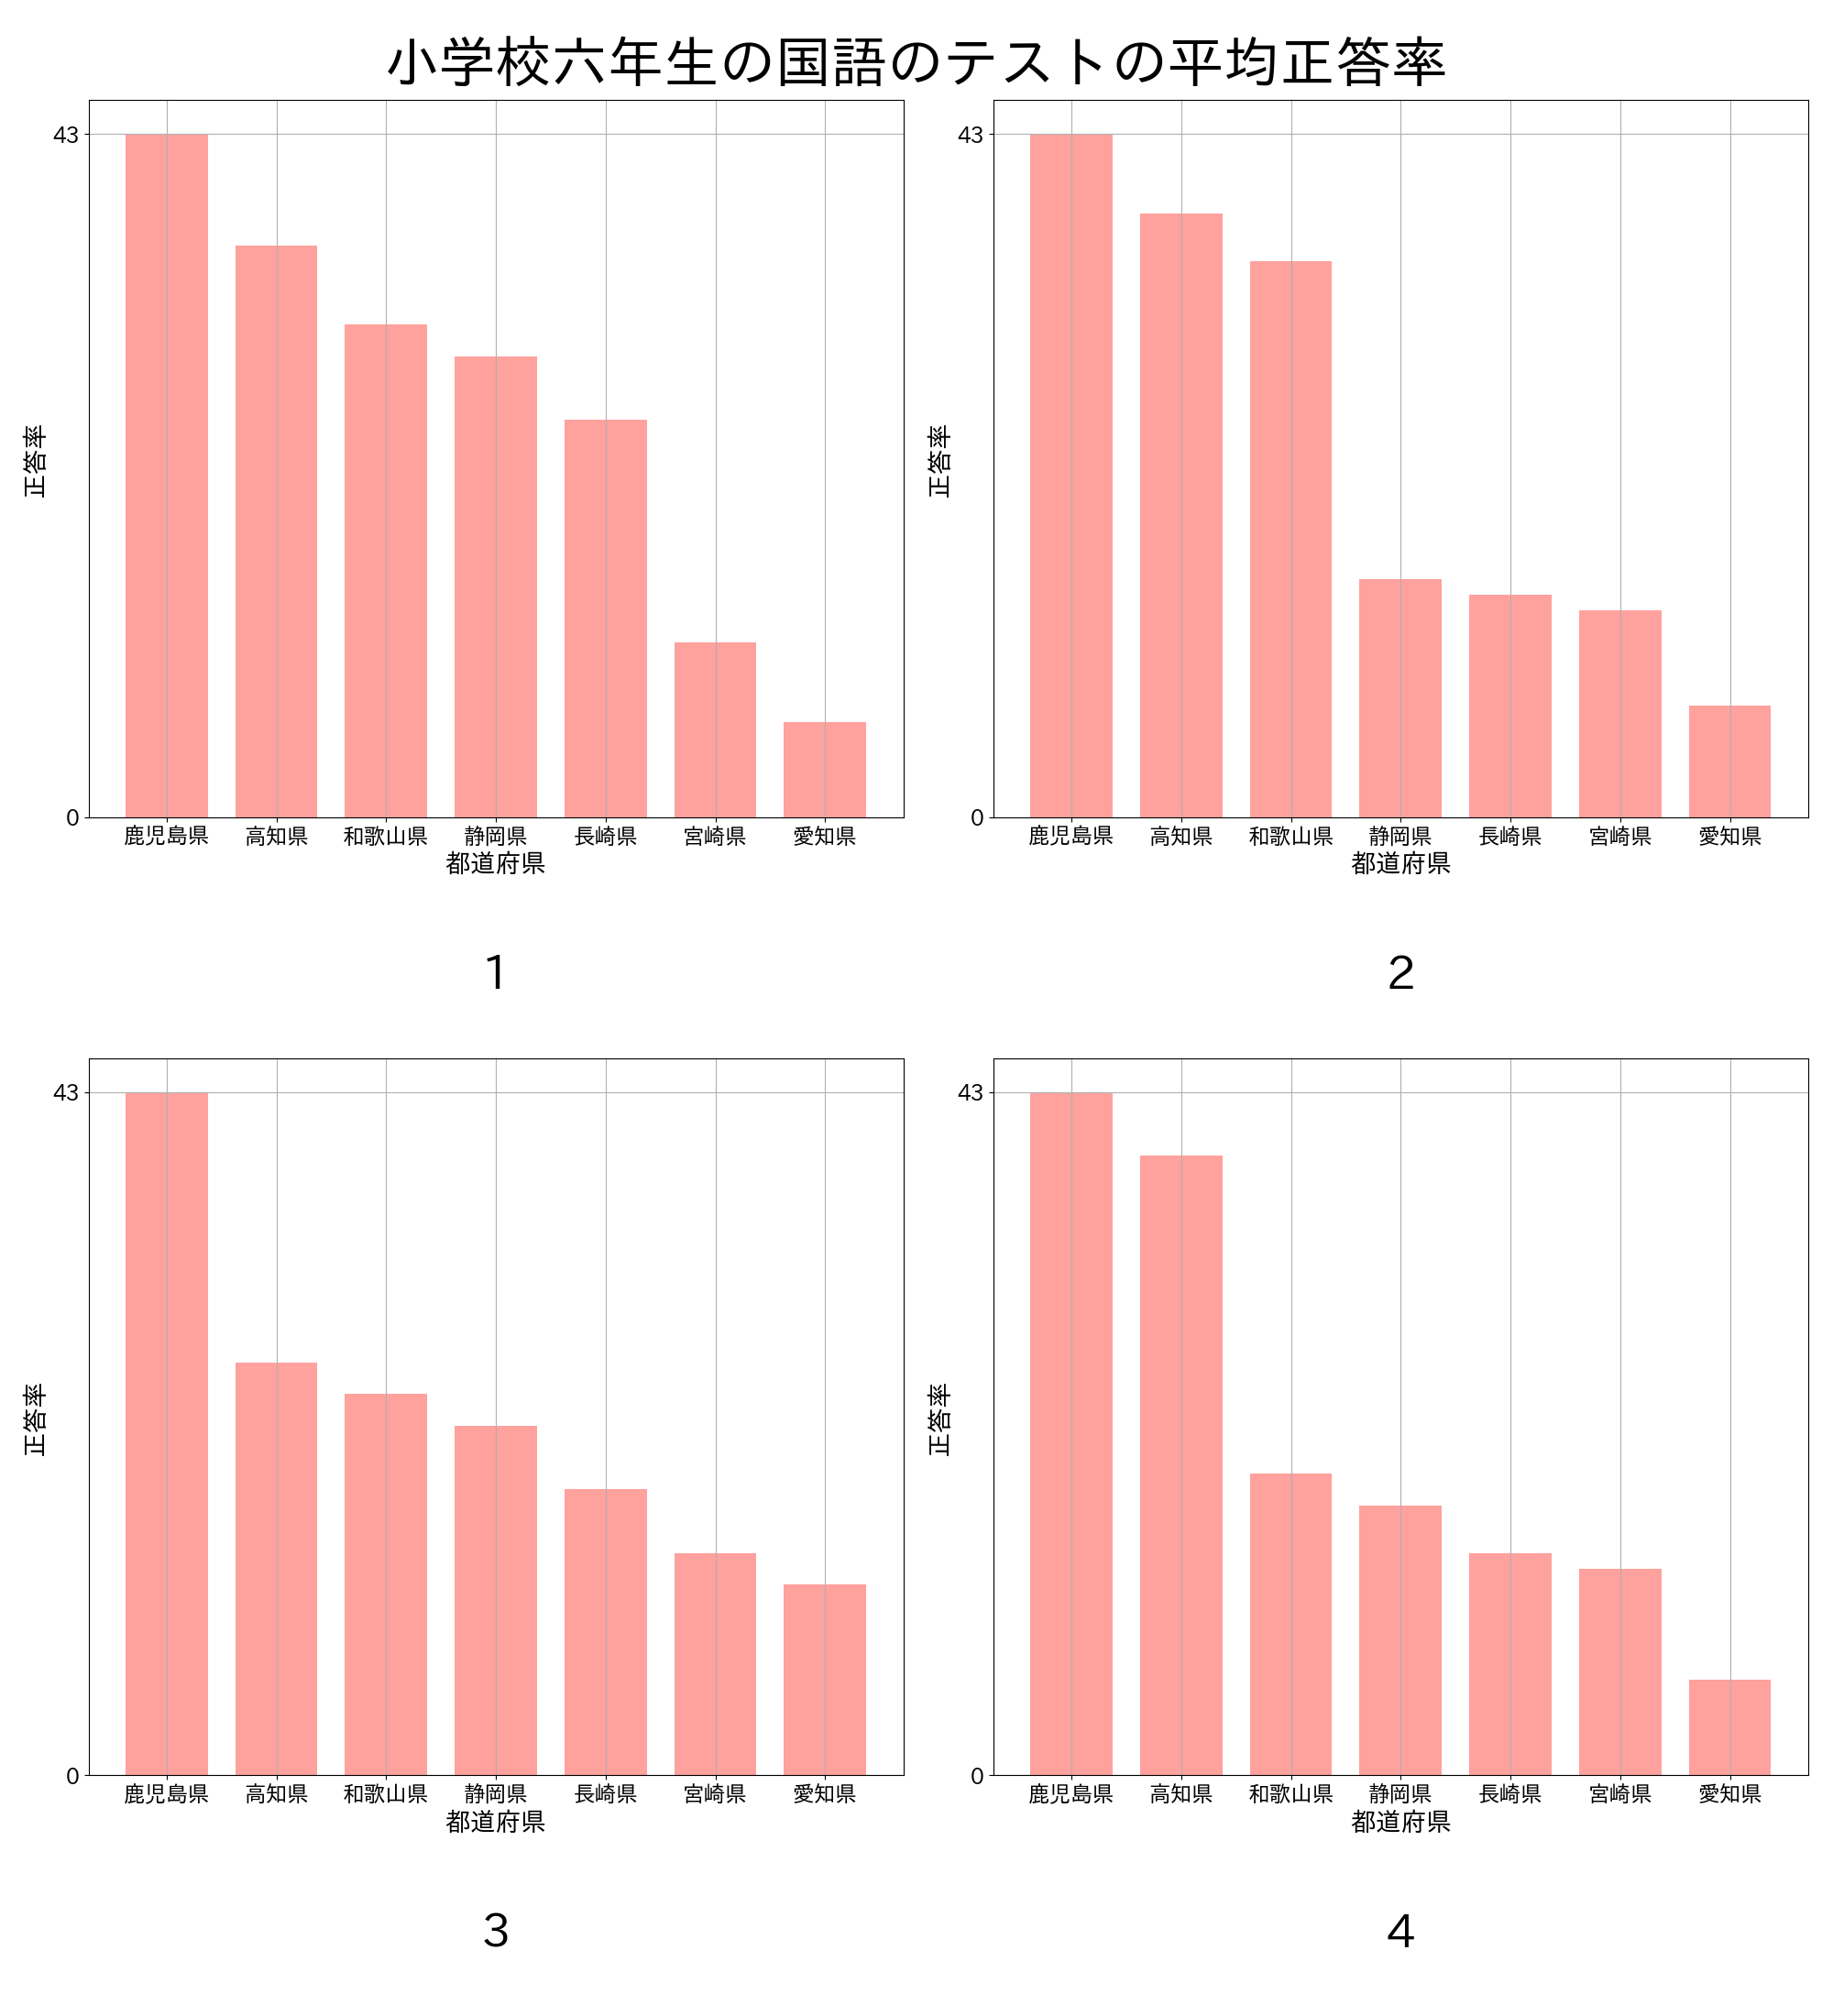 小学校六年生の国語のテストの平均正答率
43
0
正答率
鹿児島県 高知県 和歌山県 静岡県 長崎県 宮崎県 愛知県
都道府県
1
43
0
正答率
鹿児島県 高知県 和歌山県 静岡県 長崎県 宮崎県 愛知県
都道府県
2
43
0
正答率
鹿児島県 高知県 和歌山県 静岡県 長崎県 宮崎県 愛知県
都道府県
3
43
0
正答率
鹿児島県 高知県 和歌山県 静岡県 長崎県 宮崎県 愛知県
都道府県
4